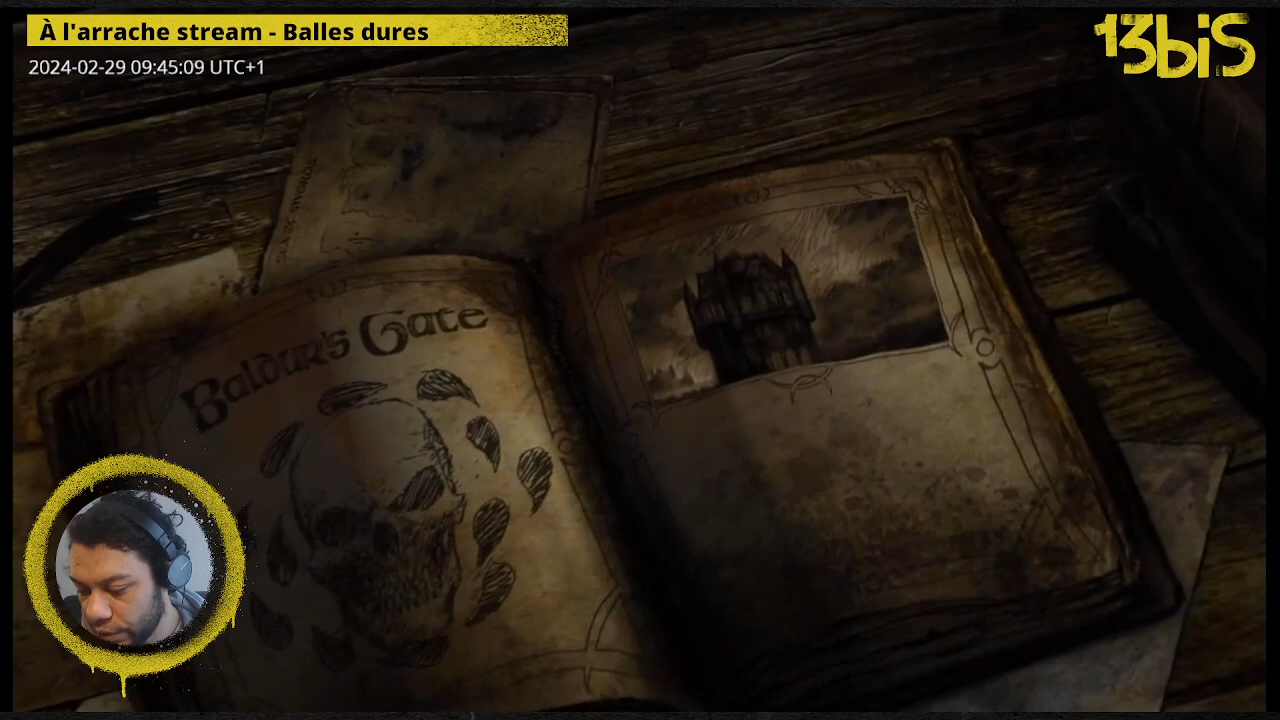 À l'arrache stream - Balles dures
2024-02-29 09:45:09 UTC+1
13biS
Baldur's Gate